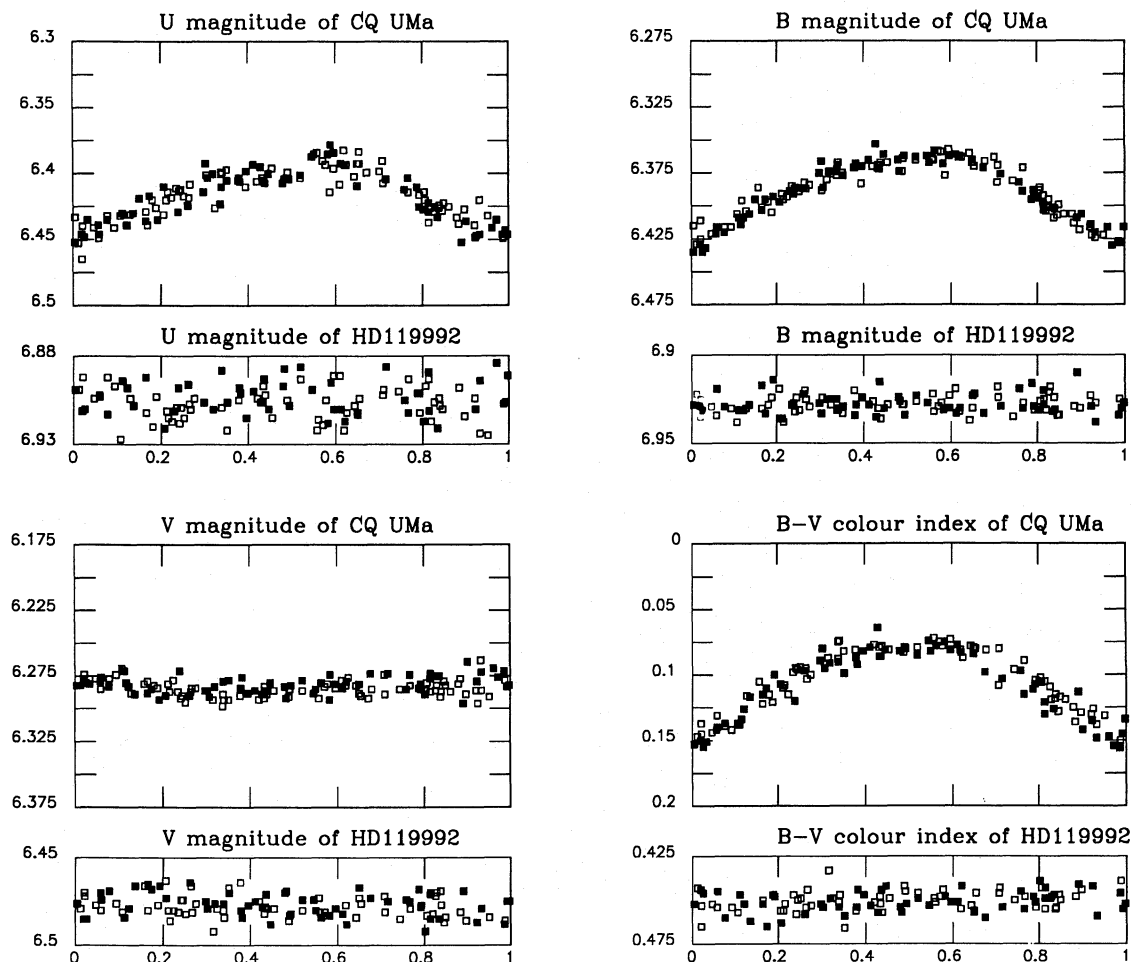 U magnitude of CQ UMa
6.3
6.35
6.4
6.45
6.5
U magnitude of HD119992
6.88
6.93
0 0.2 0.4 0.6 0.8 1
B magnitude of CQ UMa
6.275
6.325
6.375
6.425
6.475
B magnitude of HD119992
6.9
6.95
0 0.2 0.4 0.6 0.8 1
V magnitude of CQ UMa
6.175
6.225
6.275
6.325
6.375
V magnitude of HD119992
6.45
6.5
0 0.2 0.4 0.6 0.8 1
B-V colour index of CQ UMa
0
0.05
0.1
0.15
0.2
B-V colour index of HD119992
0.425
0.475
0 0.2 0.4 0.6 0.8 1